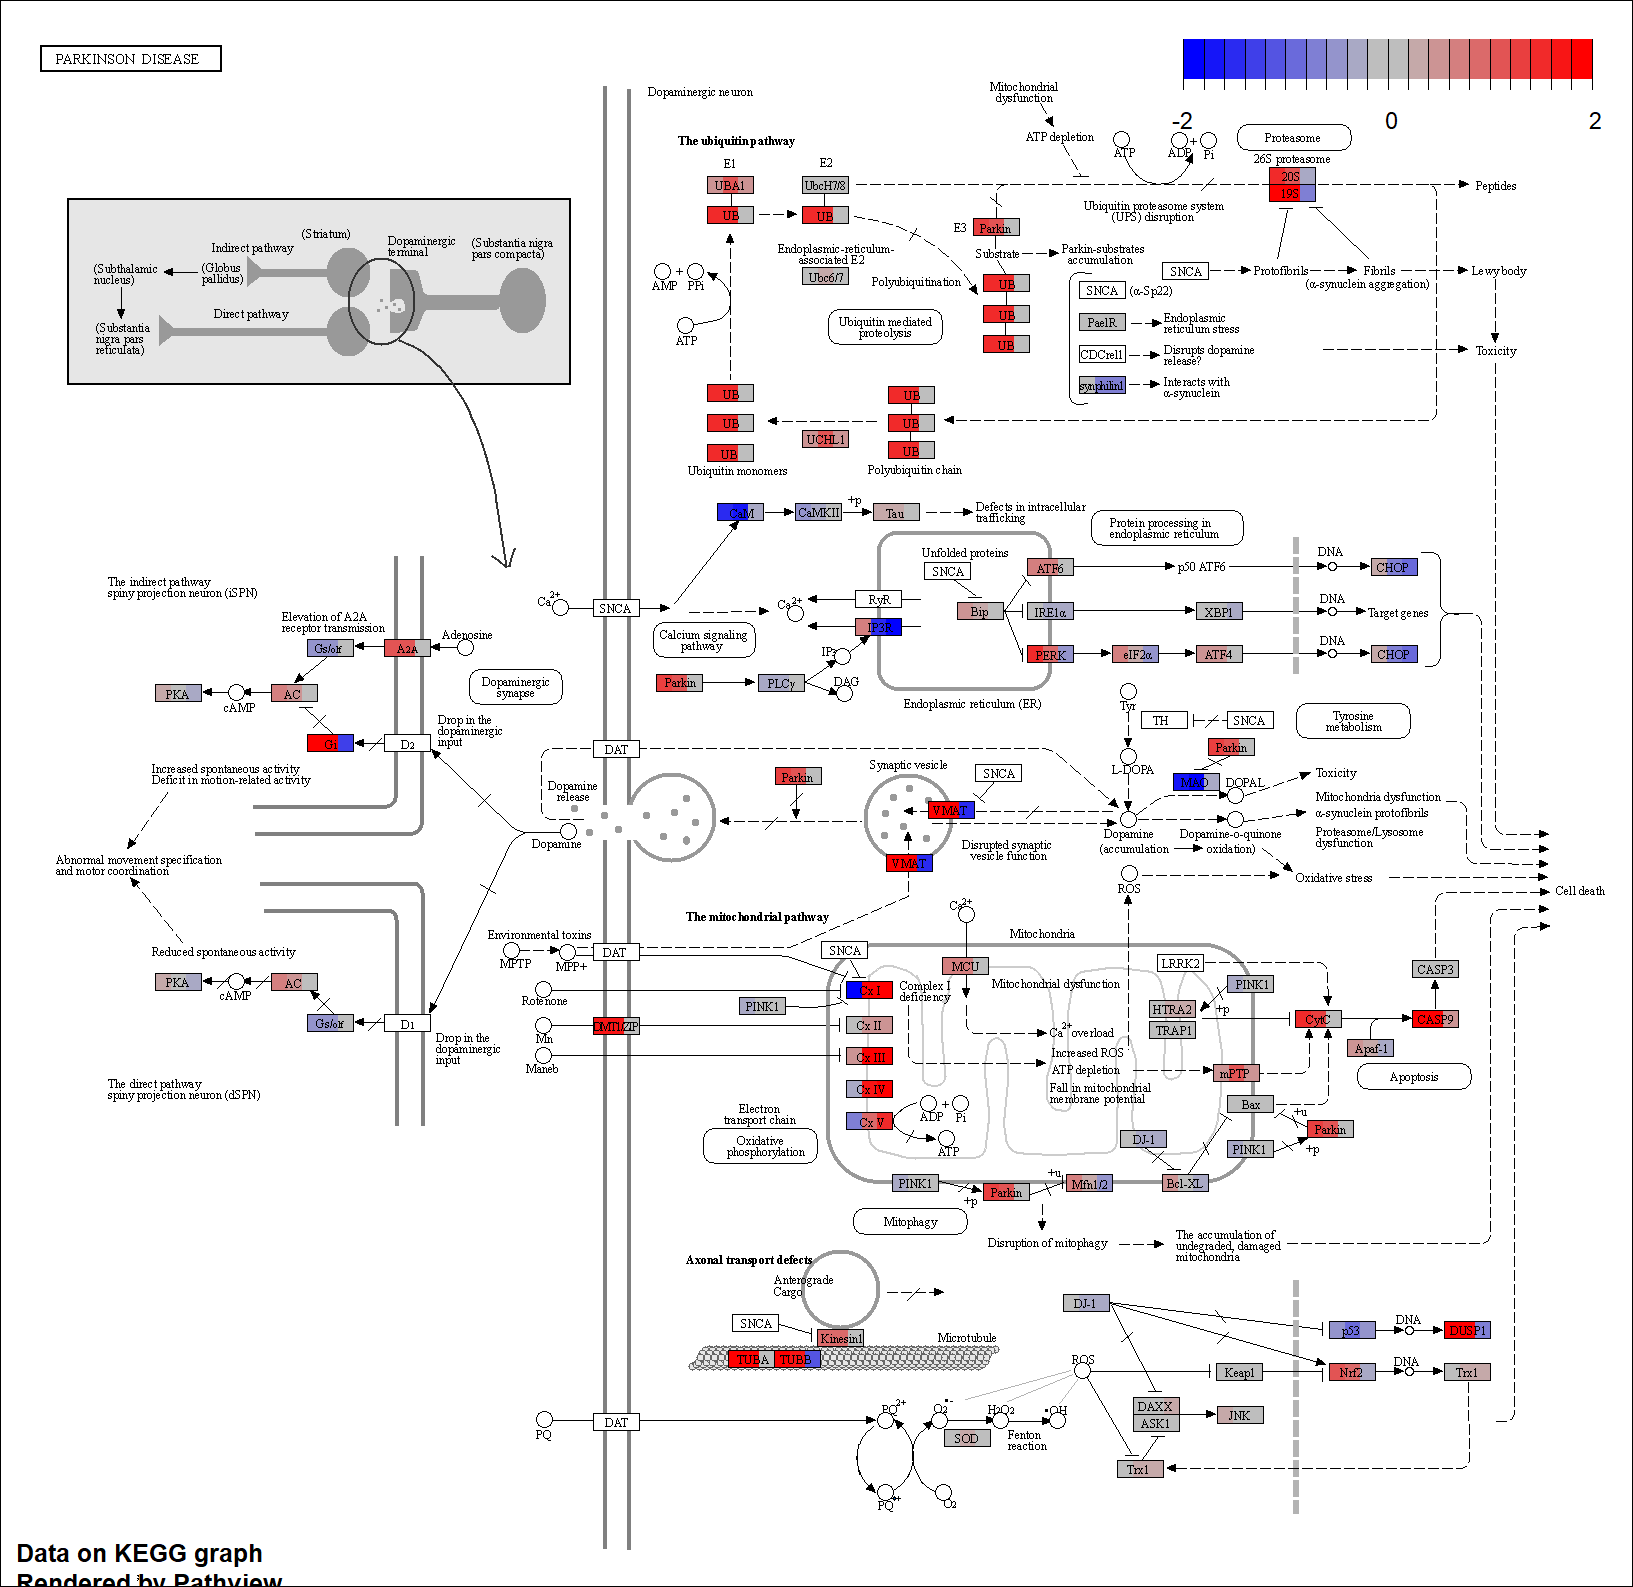 PARKINSON DISEASE
-2
0
2
Dopaminergic neuron
Mitochondrial
dysfunction
ATP depletion
ATP
ADP
+
Pi
Proteasome
26S proteasome
20S
19S
Peptides
The ubiquitin pathway
E1
E2
UBA1
UbcH7/8
UB
UB
E3
Parkin
Ubiquitin proteasome system
(UPS) disruption
Substrate
Parkin-substrates
accumulation
Endoplasmic-reticulum-
associated E2
Ubc6/7
Polyubiquitination
UB
UB
UB
AMP
+
PPi
ATP
Ubiquitin mediated
proteolysis
SNCA
Protofibrils
Fibrils
Lewy body
(α-synuclein aggregation)
SNCA
(α-Sp22)
PaelR
Endoplasmic
reticulum stress
CDCrel1
Disrupts dopamine
release?
synphilin1
Interacts with
α-synuclein
Toxicity
UB
UB
UB
UCHL1
UB
UB
UB
Ubiquitin monomers
Polyubiquitin chain
(Striatum)
Indirect pathway
Dopaminergic
terminal
(Substantia nigra
pars compacta)
(Subthalamic
nucleus)
(Globus
pallidus)
Direct pathway
(Substantia
nigra pars
reticulata)
CaM
CaMKII
+p
Tau
Defects in intracellular
trafficking
Protein processing in
endoplasmic reticulum
Unfolded proteins
SNCA
ATF6
p50 ATF6
DNA
CHOP
Ca2+
SNCA
Ca2+
RyR
Bip
IRE1α
XBP1
DNA
Target genes
Calcium signaling
pathway
IP3R
IP3
PERK
eIF2α
ATF4
DNA
CHOP
Parkin
PLCγ
DAG
Endoplasmic reticulum (ER)
The indirect pathway
spiny projection neuron (iSPN)
Elevation of A2A
receptor transmission
Gs/olf
A2A
Adenosine
PKA
cAMP
AC
Dopaminergic
synapse
Gi
D2
Drop in the
dopaminergic
input
Increased spontaneous activity
Deficit in motion-related activity
DAT
Dopamine
release
Dopamine
Parkin
Synaptic vesicle
SNCA
VMAT
VMAT
Disrupted synaptic
vesicle function
Tyr
TH
SNCA
Tyrosine
metabolism
L-DOPA
Parkin
MAO
DOPAL
Toxicity
Dopamine
(accumulation
Dopamine-o-quinone
oxidation)
Mitochondria dysfunction
α-synuclein protofibrils
Proteasome/Lysosome
dysfunction
ROS
Oxidative stress
Cell death
Abnormal movement specification
and motor coordination
Reduced spontaneous activity
PKA
cAMP
AC
Gs/olf
D1
Drop in the
dopaminergic
input
The direct pathway
spiny projection neuron (dSPN)
The mitochondrial pathway
Environmental toxins
MPTP
MPP+
DAT
Rotenone
Mn
DMT1/ZIP
Maneb
SNCA
Ca2+
Mitochondria
MCU
Cx I
Complex I
deficiency
Mitochondrial dysfunction
PINK1
Cx II
Cx III
Cx IV
Cx V
Ca2+ overload
Increased ROS
ATP depletion
Fall in mitochondrial
membrane potential
ADP
+
Pi
ATP
Electron
transport chain
Oxidative
phosphorylation
LRRK2
PINK1
+p
HTRA2
TRAP1
CytC
CASP3
CASP9
Apaf-1
Apoptosis
mPTP
Bax
+u
Parkin
DJ-1
PINK1
+p
PINK1
+p
Parkin
+u
Mfn1/2
Bcl-XL
Mitophagy
Disruption of mitophagy
The accumulation of
undegraded, damaged
mitochondria
Axonal transport defects
Anterograde
Cargo
SNCA
Kinesin1
Microtubule
TUBA
TUBB
DJ-1
p53
DNA
DUSP1
ROS
Keap1
Nrf2
DNA
Trx1
DAXX
ASK1
JNK
Trx1
PQ
DAT
PQ2+
O2•-
H2O2
•OH
SOD
Fenton
reaction
PQ•+
O2
Data on KEGG graph
Rendered by Pathview